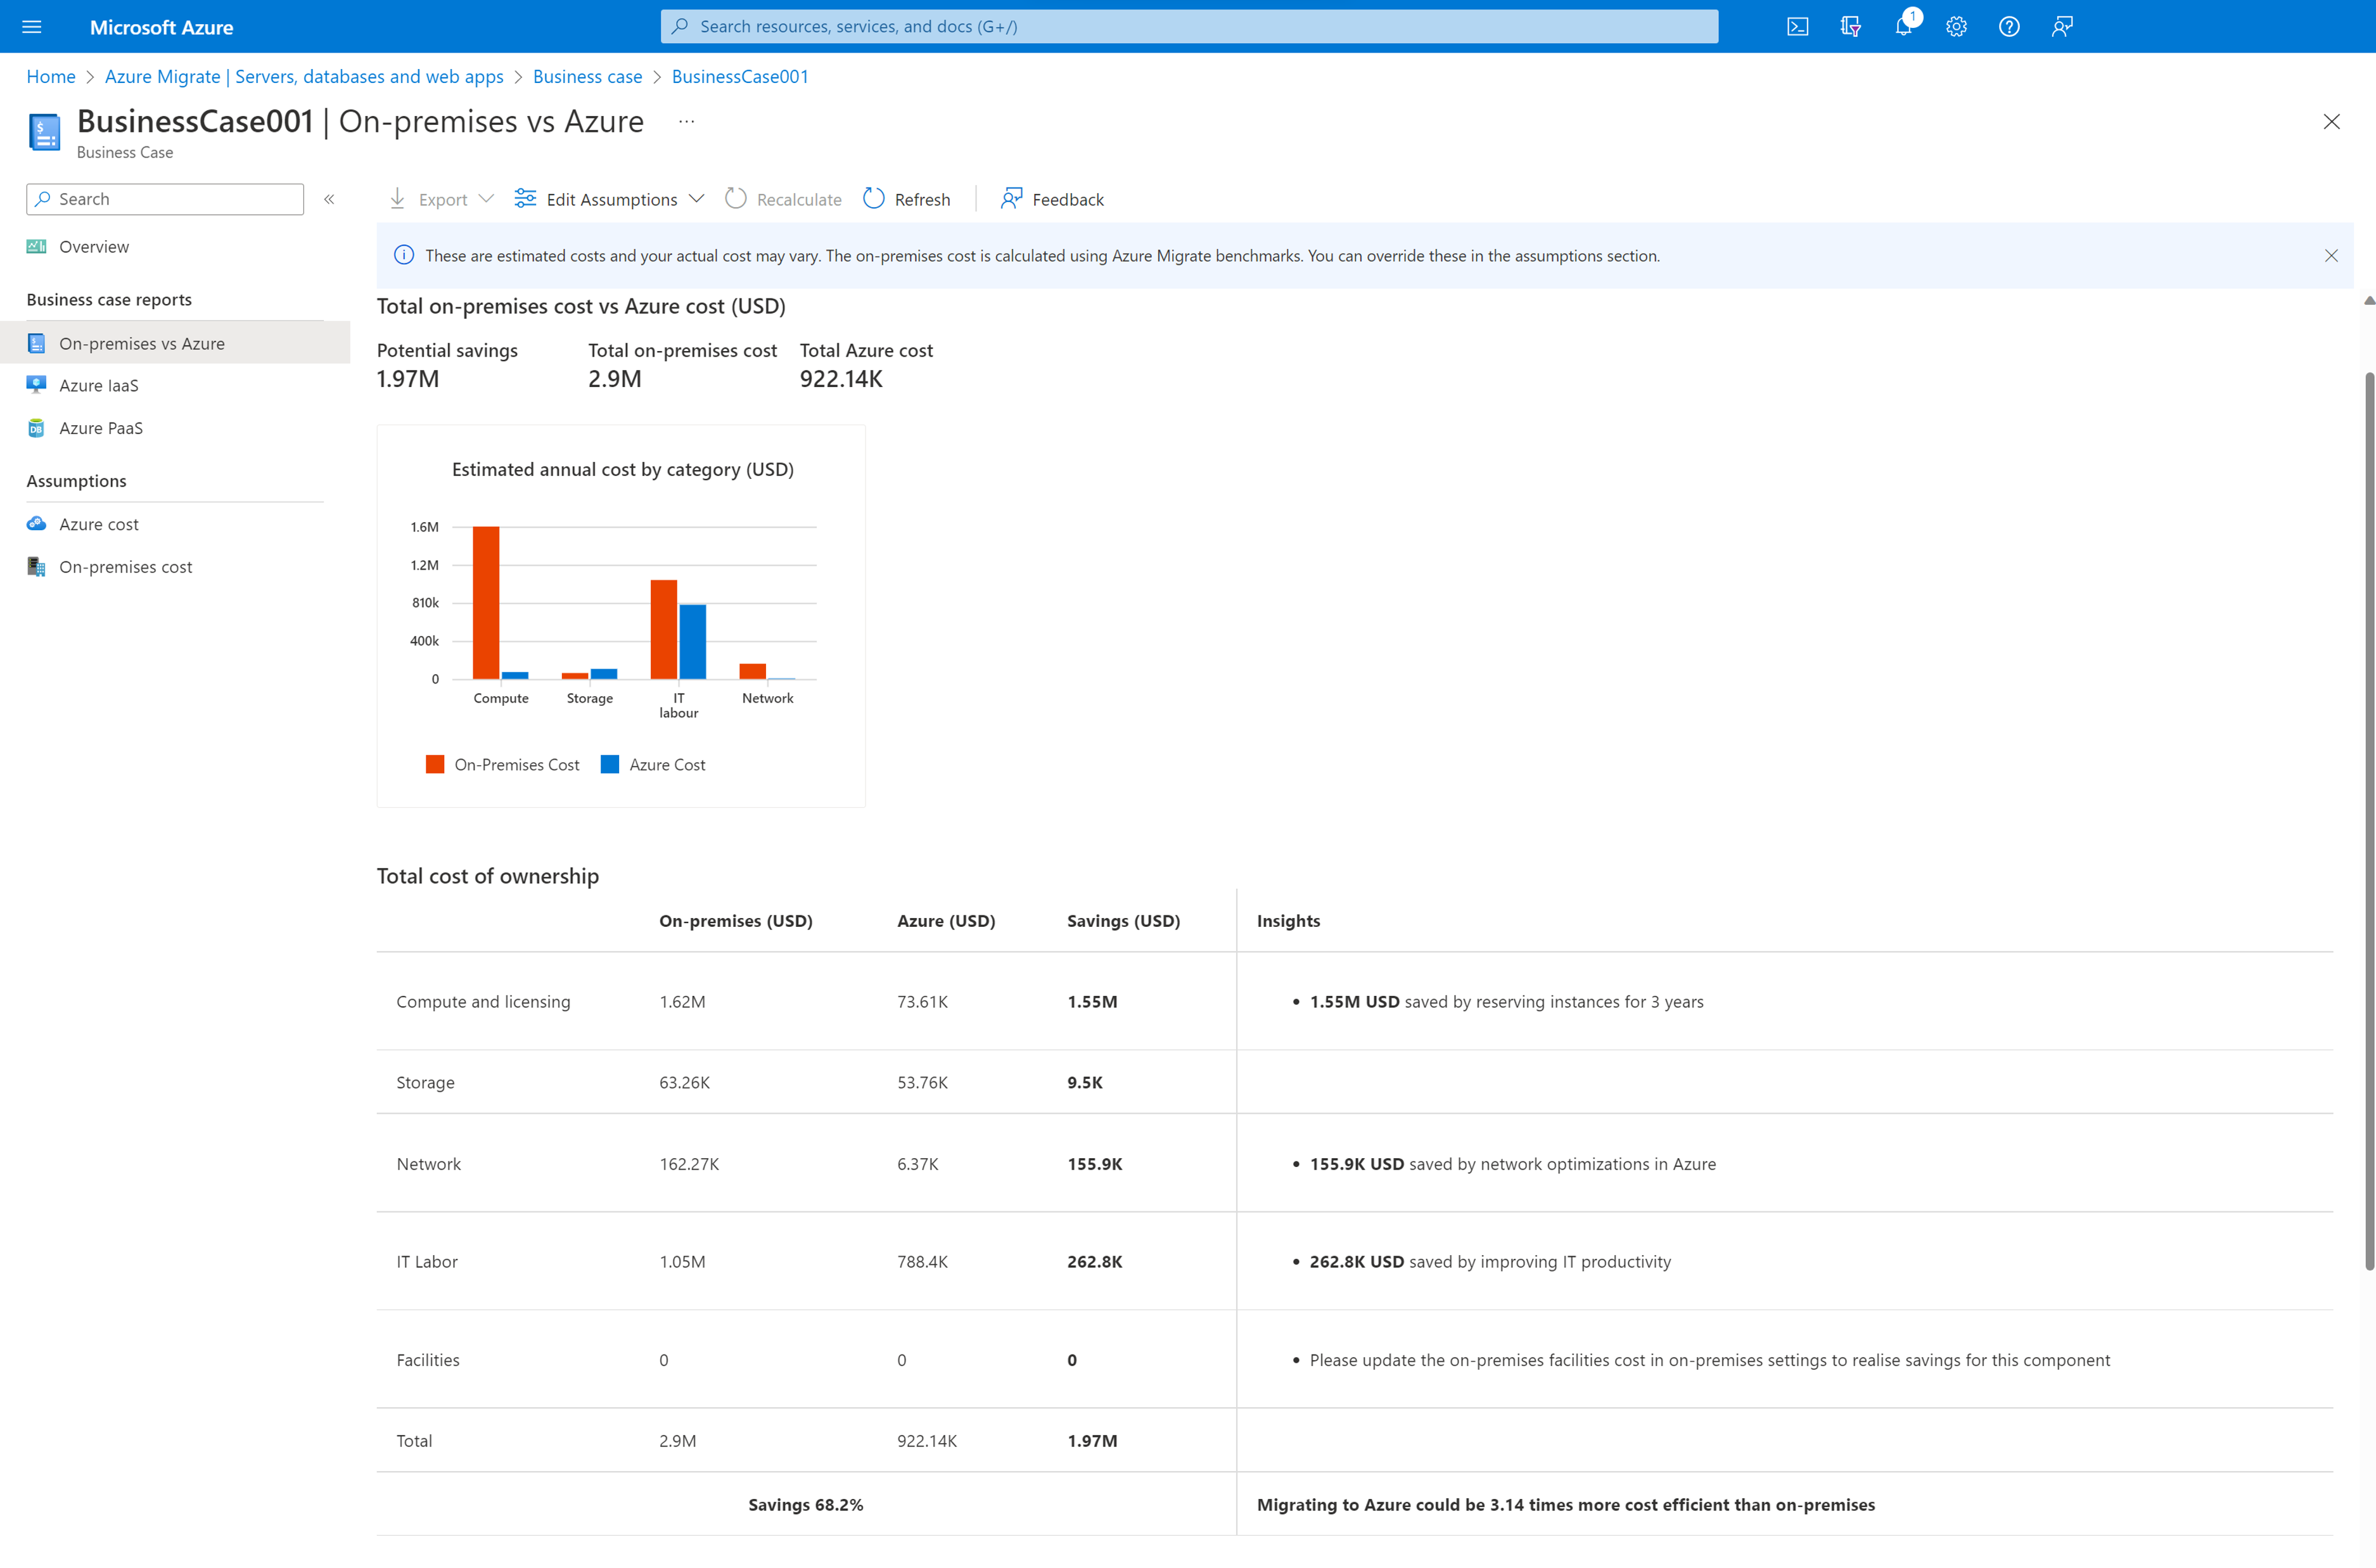 Microsoft Azure
Search resources, services, and docs (G+/)
1
Home > Azure Migrate | Servers, databases and web apps > Business case > BusinessCase001
$
BusinessCase001 | On-premises vs Azure ...
Business Case
Search «
Export Edit Assumptions Recalculate Refresh Feedback
Overview
Business case reports
On-premises vs Azure
Azure IaaS
DB Azure PaaS
Assumptions
Azure cost
On-premises cost
These are estimated costs and your actual cost may vary. The on-premises cost is calculated using Azure Migrate benchmarks. You can override these in the assumptions section.
Total on-premises cost vs Azure cost (USD)
Potential savings Total on-premises cost Total Azure cost
1.97M 2.9M 922.14K
Estimated annual cost by category (USD)
1.6M
1.2M
810k
400k
0
Compute Storage IT Network
labour
On-Premises Cost Azure Cost
Total cost of ownership
On-premises (USD) Azure (USD) Savings (USD) Insights
Compute and licensing 1.62M 73.61K 1.55M • 1.55M USD saved by reserving instances for 3 years
Storage 63.26K 53.76K 9.5K
Network 162.27K 6.37K 155.9K • 155.9K USD saved by network optimizations in Azure
IT Labor 1.05M 788.4K 262.8K • 262.8K USD saved by improving IT productivity
Facilities 0 0 0 • Please update the on-premises facilities cost in on-premises settings to realise savings for this component
Total 2.9M 922.14K 1.97M
Savings 68.2% Migrating to Azure could be 3.14 times more cost efficient than on-premises